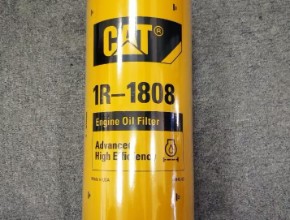 CAT®
1R-1808
Engine Oil Filter
Advanced
High Efficiency